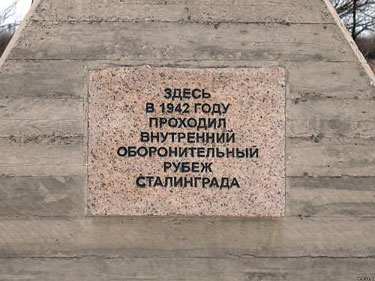 ЗДЕСЬ
В 1942 ГОДУ
ПРОХОДИЛ
ВНУТРЕННИЙ
ОБОРОНИТЕЛЬНЫЙ
РУБЕЖ
СТАЛИНГРАДА